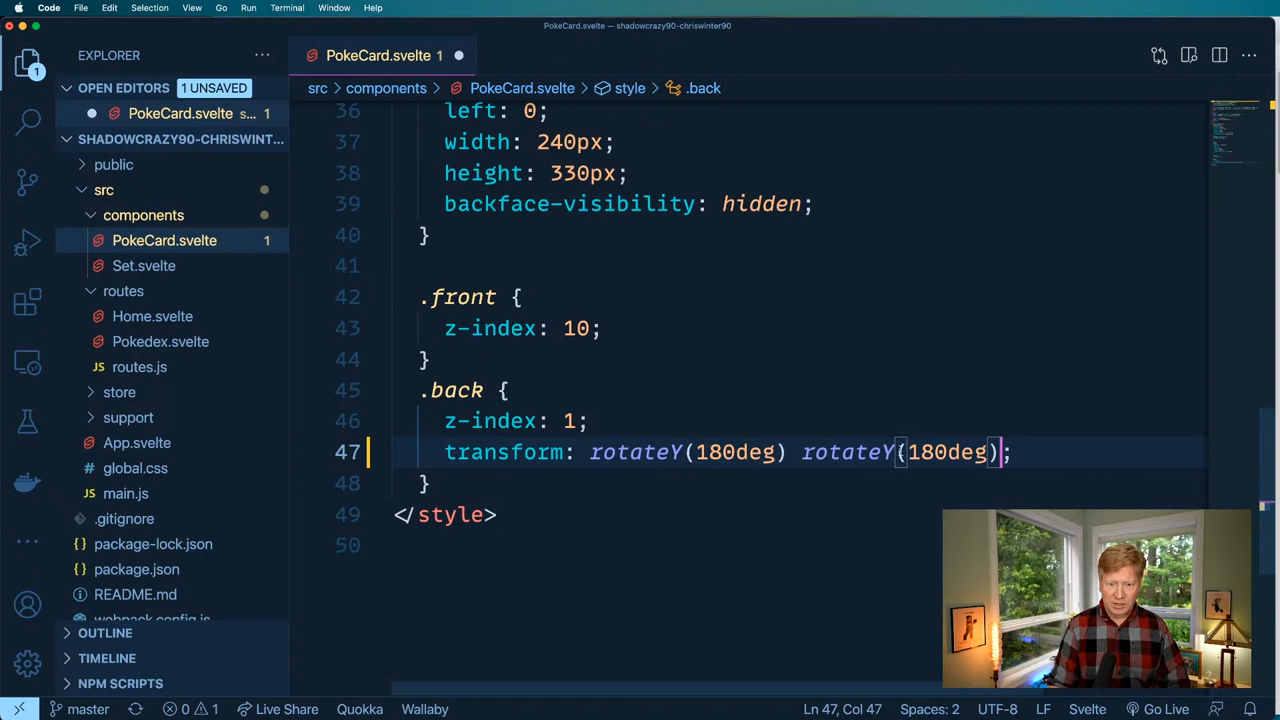 Code File Edit Selection View Go Run Terminal Window Help
PokeCard.svelte — shadowcrazy90-chriswinter90
EXPLORER
PokeCard.svelte 1
OPEN EDITORS 1 UNSAVED
src components PokeCard.svelte style .back
PokeCard.svelte s... 1
SHADOWCRAZY90-CHRISWINT...
public
src
components
PokeCard.svelte 1
Set.svelte
routes
Home.svelte
Pokedex.svelte
JS routes.js
store
support
App.svelte
global.css
JS main.js
.gitignore
{} package-lock.json
{} package.json
README.md
webpack.config.js
OUTLINE
TIMELINE
NPM SCRIPTS
1
36 left: 0;
37 width: 240px;
38 height: 330px;
39 backface-visibility: hidden;
40 }
41
42 .front {
43 z-index: 10;
44 }
45 .back {
46 z-index: 1;
47 transform: rotateY(180deg) rotateY(180deg);
48 }
49 </style>
50
master 0 1 Live Share Quokka Wallaby Ln 47, Col 47 Spaces: 2 UTF-8 LF Svelte Go Live